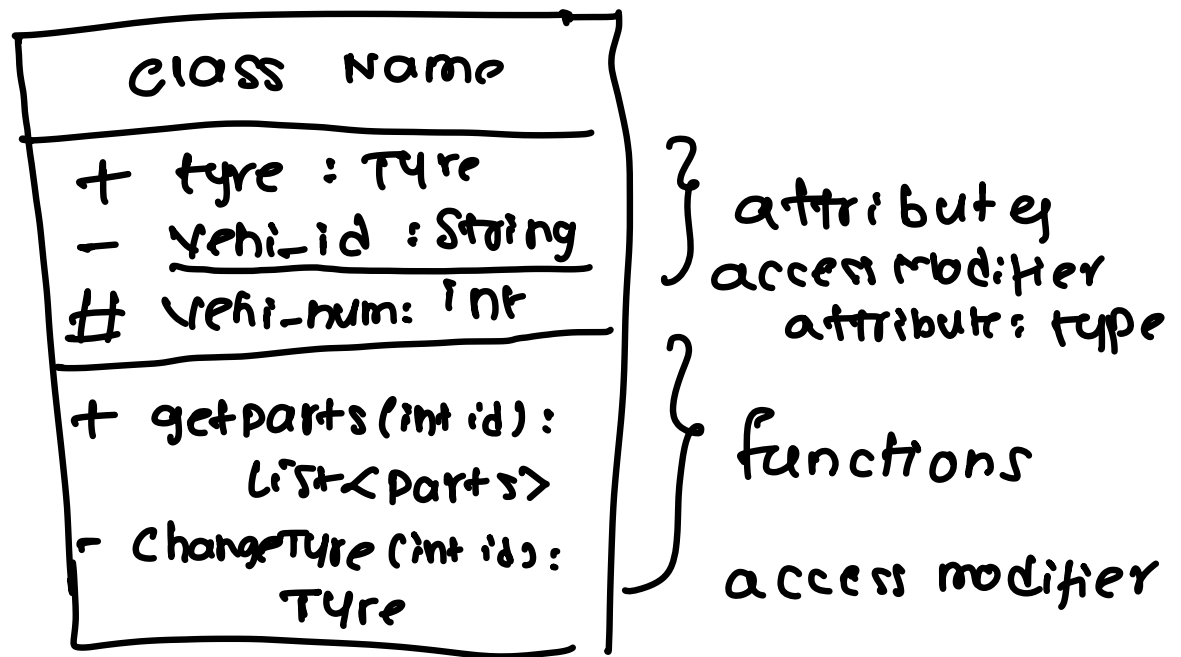 Class Name
+ tyre : Tyre
- vehi_id : String
# vehi_num: int
attributes
access modifier
attribute: type
+ getparts(int id):
List<parts>
- changeTyre(int id):
Tyre
functions
access modifier